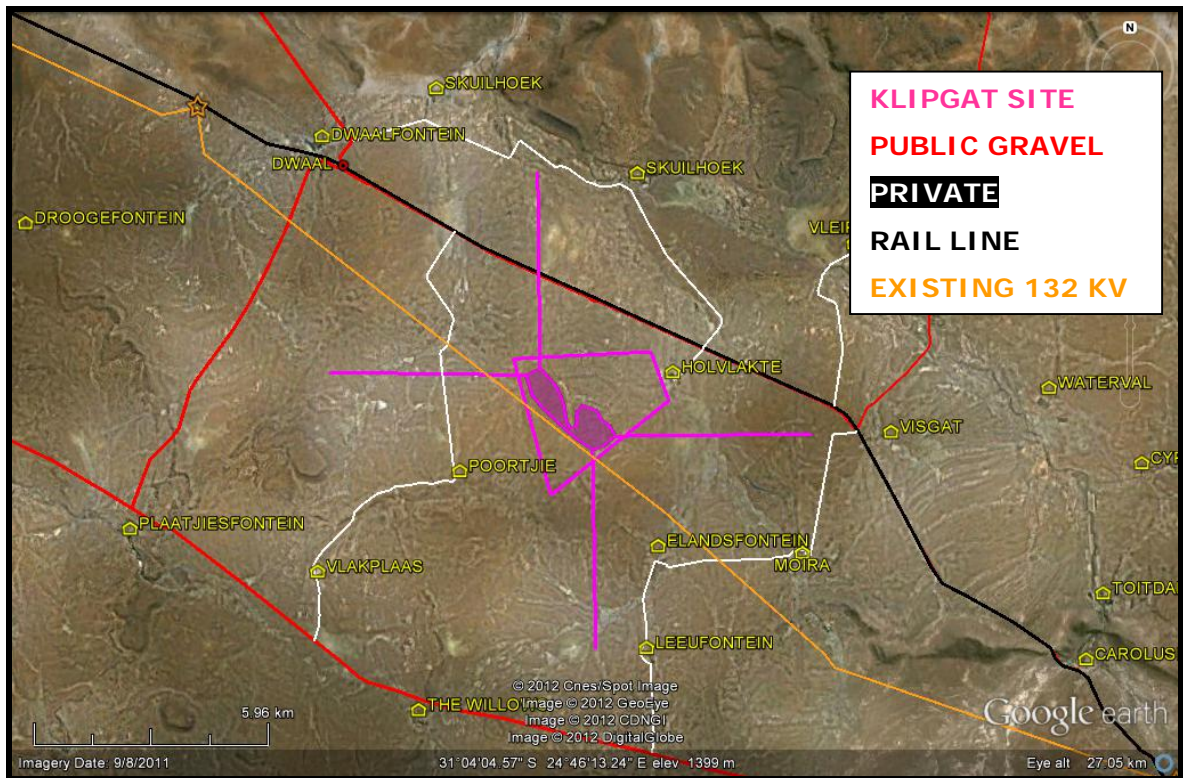 N
SKUILHOEK
KLIPGAT SITE
PUBLIC GRAVEL
PRIVATE
RAIL LINE
EXISTING 132 KV
DWAALFONTEIN
DWAAL
SKUILHOEK
DROOGEFONTEIN
VLEI
HOLVLAKTE
WATERVAL
VISGAT
POORTJIE
CYP
PLAATJIESFONTEIN
ELANDSFONTEIN
MOIRA
VLAKPLAAS
TOITDA
LEEUFONTEIN
CAROLUS
THE WILLOWS
© 2012 Cnes/Spot Image
Image © 2012 GeoEye
Image © 2012 CDNGI
Image © 2012 DigitalGlobe
5.96 km
Google earth
Imagery Date: 9/8/2011
31°04'04.57" S 24°46'13.24" E elev 1399 m
Eye alt 27.05 km